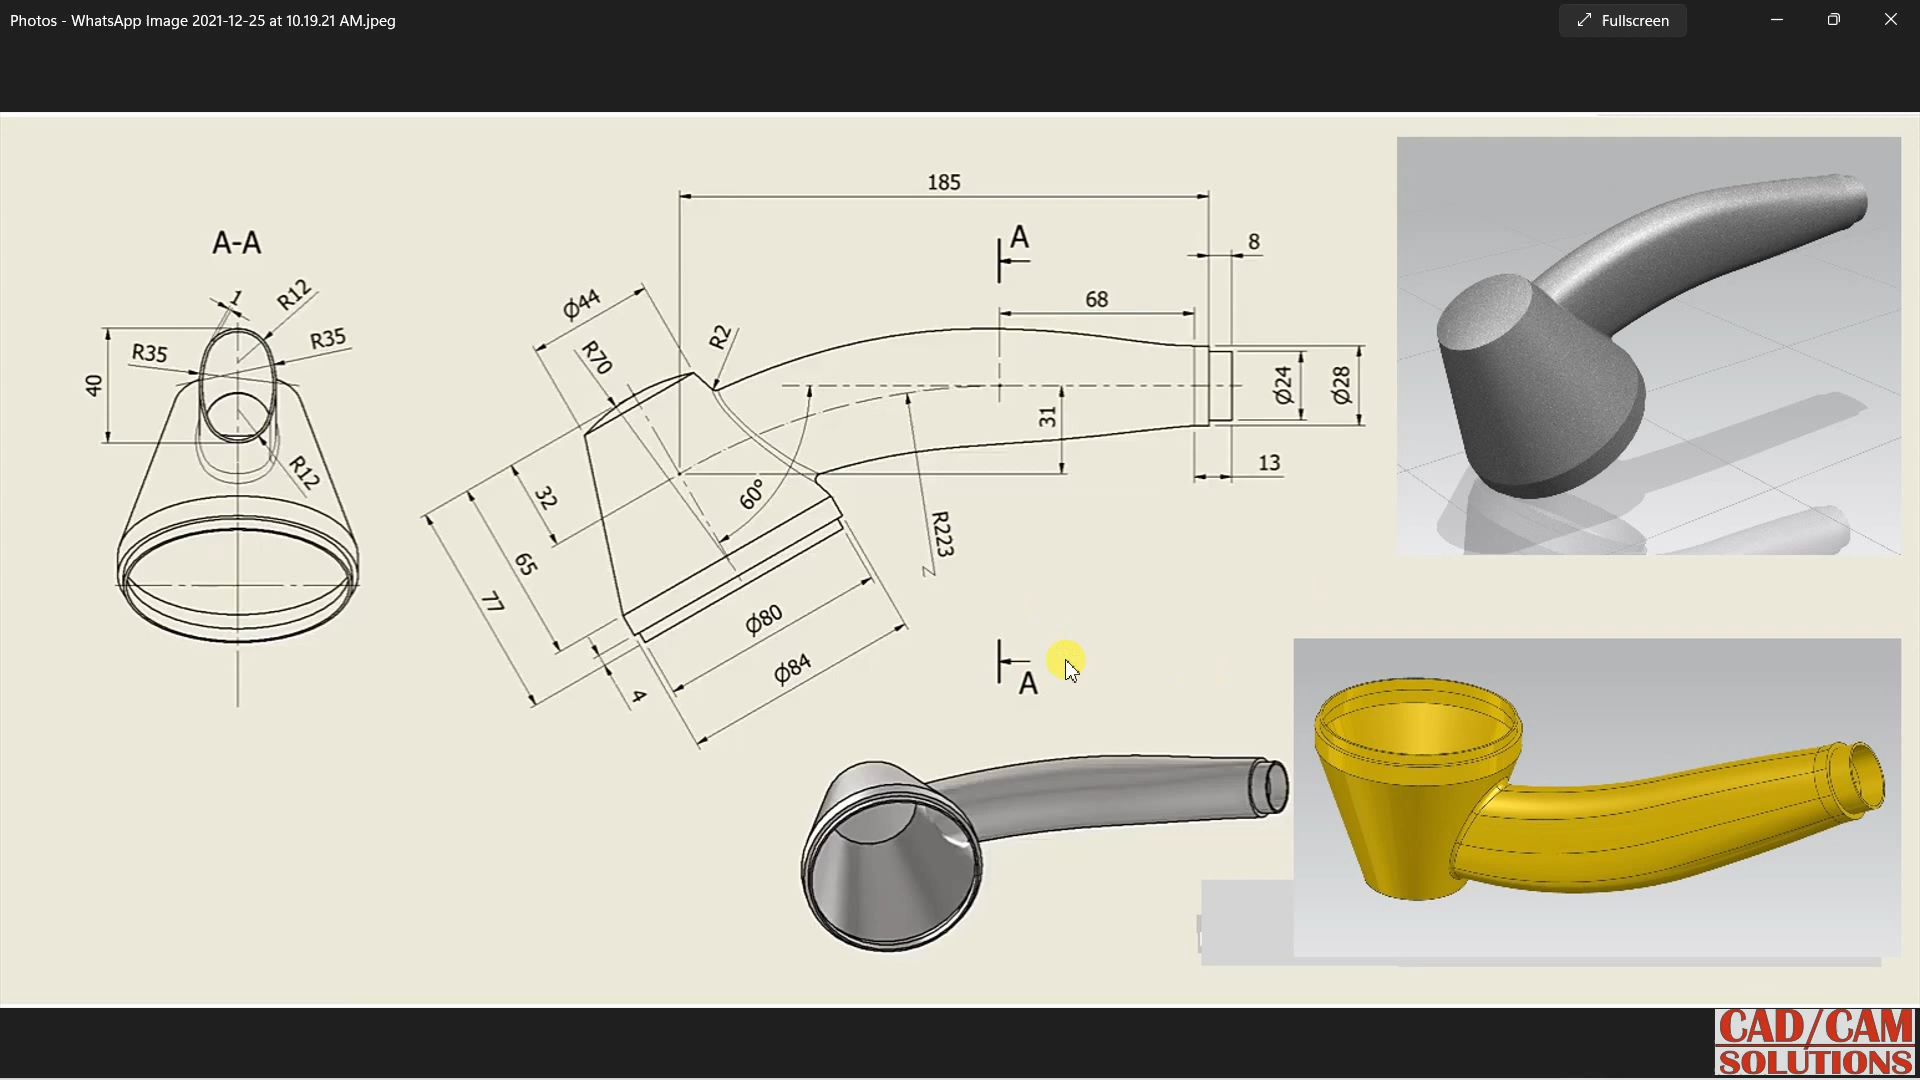 Photos - WhatsApp Image 2021-12-25 at 10.19.21 AM.jpeg
Fullscreen
A-A
1
R12
R35
R35
40
R12
185
A
8
68
Ø44
R2
R70
Ø24
Ø28
31
13
60°
32
65
77
R223
Ø80
Ø84
4
A
CAD/CAM
SOLUTIONS